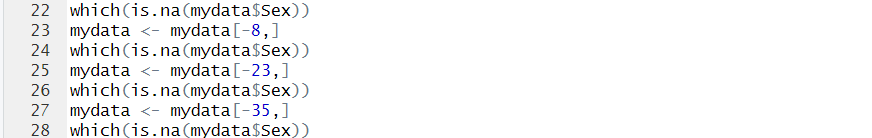 22 which(is.na(mydata$Sex))
23 mydata <- mydata[-8,]
24 which(is.na(mydata$Sex))
25 mydata <- mydata[-23,]
26 which(is.na(mydata$Sex))
27 mydata <- mydata[-35,]
28 which(is.na(mydata$Sex))